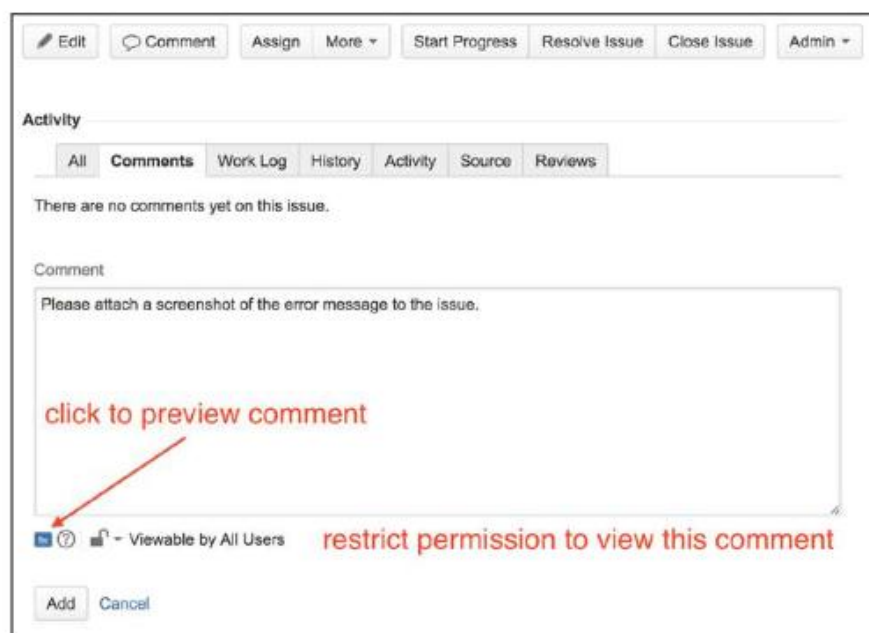 Edit Comment Assign More Start Progress Resolve Issue Close Issue Admin
Activity
All Comments Work Log History Activity Source Reviews
There are no comments yet on this issue.
Comment
Please attach a screenshot of the error message to the issue.
click to preview comment
Viewable by All Users restrict permission to view this comment
Add Cancel